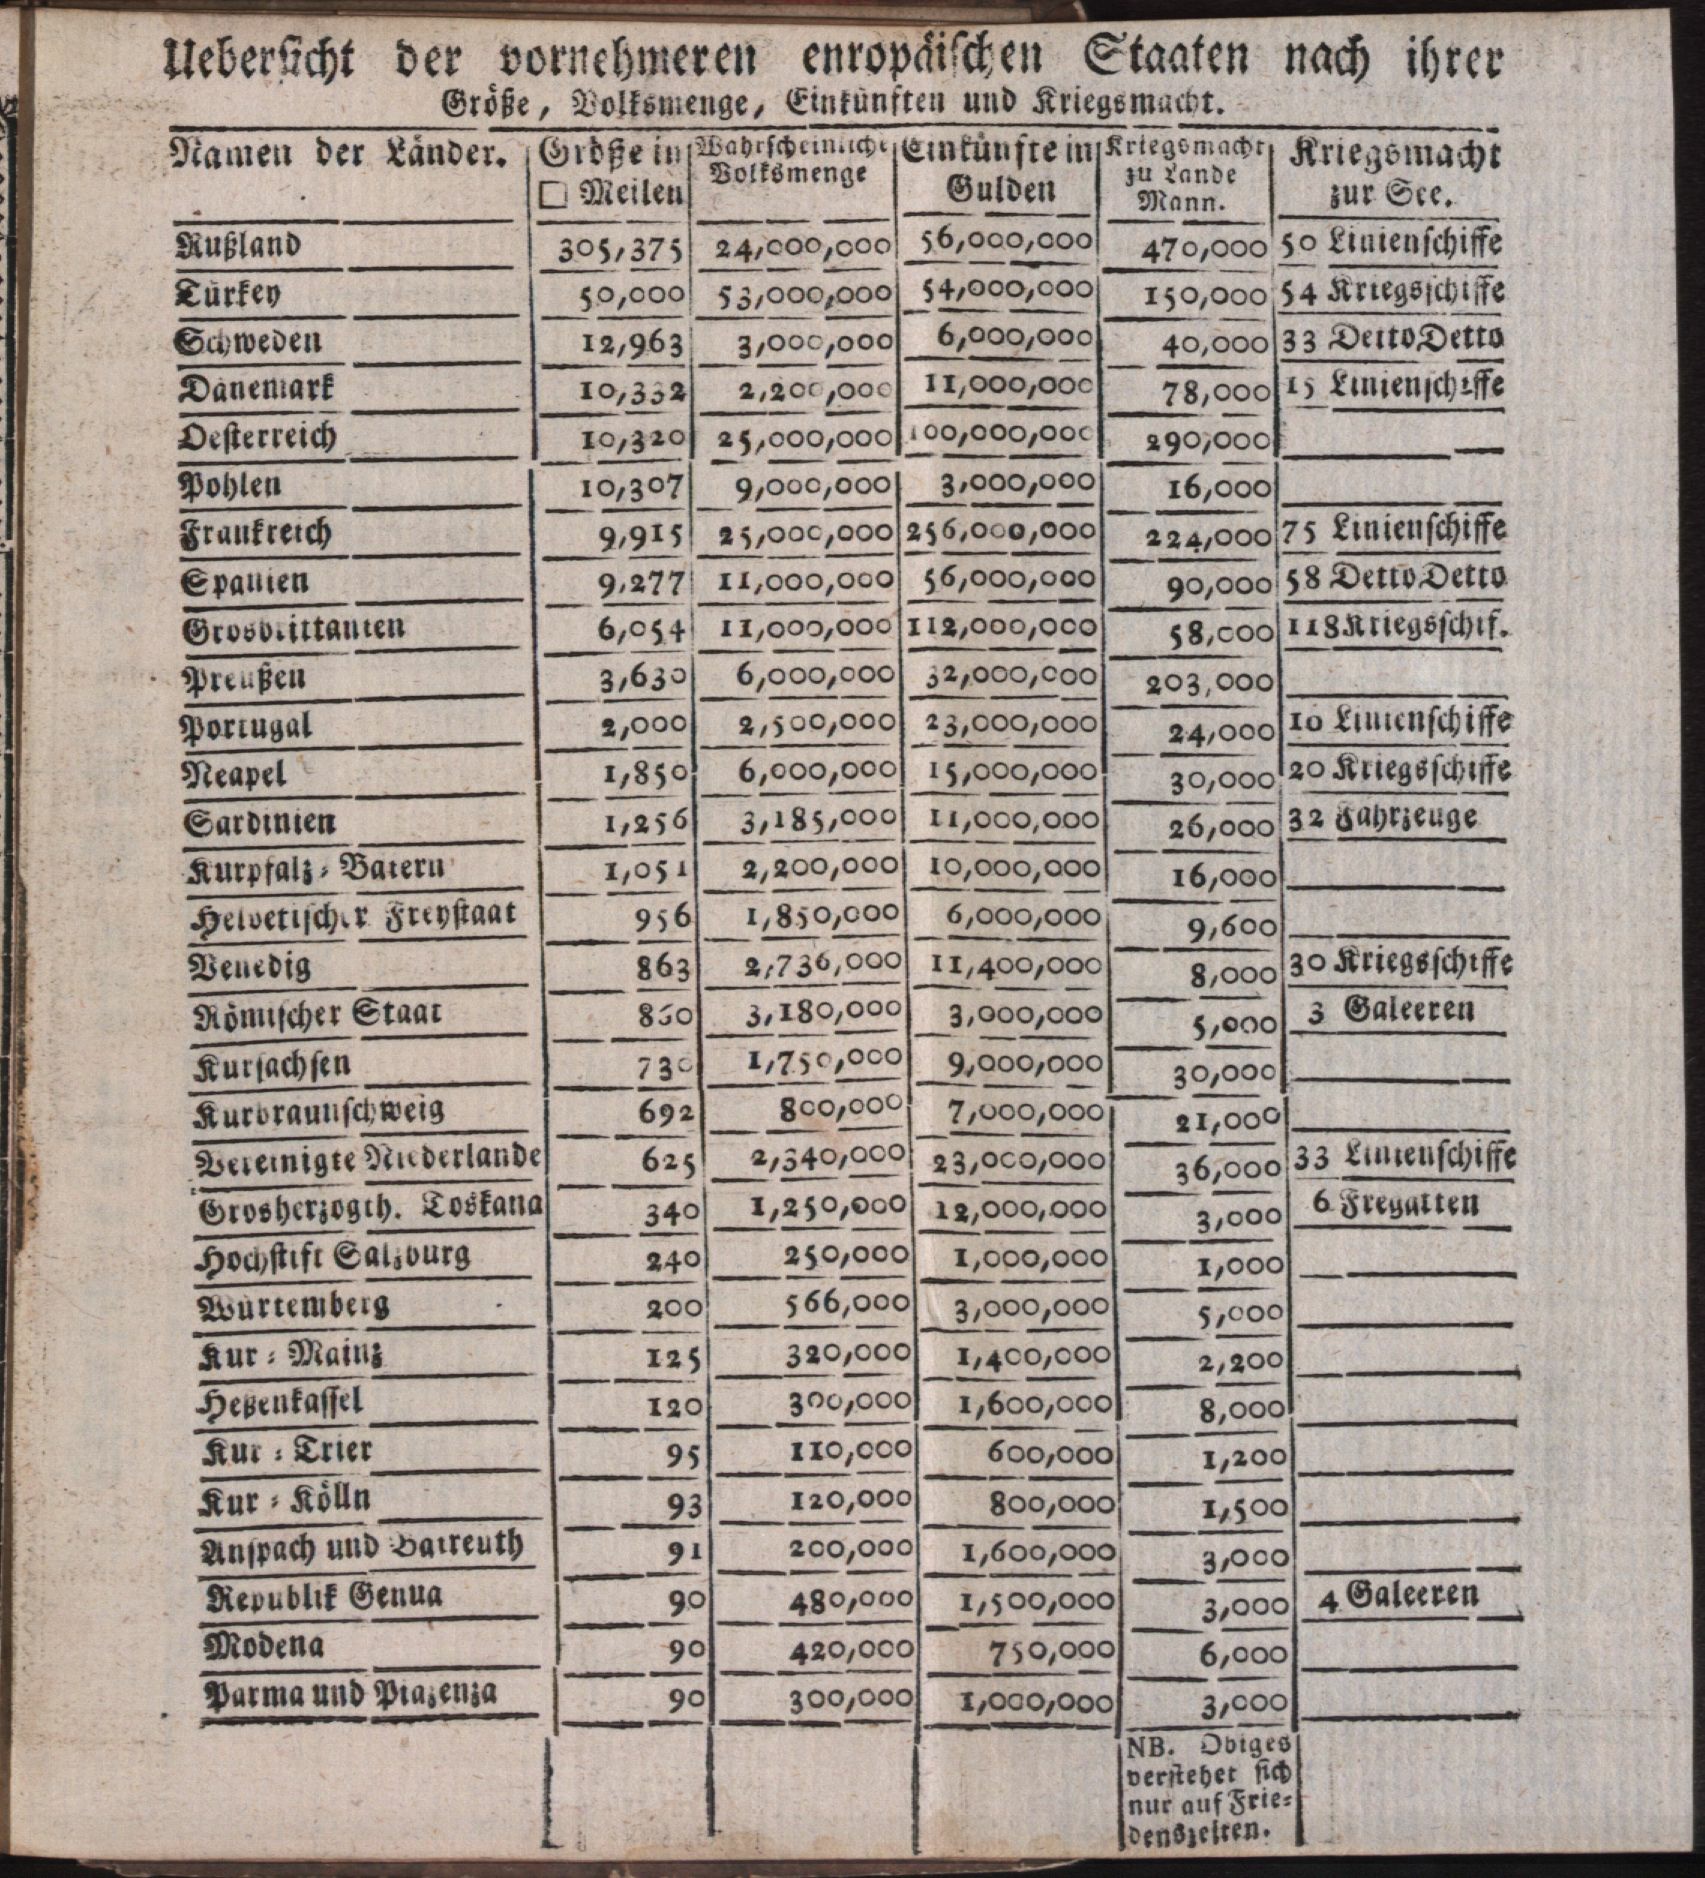 Uebersicht der vornehmeren enropäischen Staaten nach ihrer
Größe, Volksmenge, Einkünften und Kriegsmacht.
Namen der Länder. Größe in □ Meilen Wahrscheinliche Volksmenge Einkünfte in Gulden Kriegsmacht zu Lande Mann. Kriegsmacht zur See.
Rußland 305,375 24,000,000 56,000,000 470,000 50 Linienschiffe
Türkey 50,000 53,000,000 54,000,000 150,000 54 Kriegsschiffe
Schweden 12,963 3,000,000 6,000,000 40,000 33 Detto Detto
Dänemark 10,332 2,200,000 11,000,000 78,000 15 Linienschiffe
Oesterreich 10,320 25,000,000 100,000,000 290,000
Pohlen 10,307 9,000,000 3,000,000 16,000
Frankreich 9,915 25,000,000 256,000,000 224,000 75 Linienschiffe
Spanien 9,277 11,000,000 56,000,000 90,000 58 Detto Detto
Grosbrittanien 6,054 11,000,000 112,000,000 58,000 118 Kriegsschif.
Preußen 3,630 6,000,000 32,000,000 203,000
Portugal 2,000 2,500,000 23,000,000 24,000 10 Linienschiffe
Neapel 1,850 6,000,000 15,000,000 30,000 20 Kriegsschiffe
Sardinien 1,256 3,185,000 11,000,000 26,000 32 Fahrzeuge
Kurpfalz-Baiern 1,051 2,200,000 10,000,000 16,000
Helvetischer Freystaat 956 1,850,000 6,000,000 9,600
Venedig 863 2,736,000 11,400,000 8,000 30 Kriegsschiffe
Römischer Staat 860 3,180,000 3,000,000 5,000 3 Galeeren
Kursachsen 730 1,750,000 9,000,000 30,000
Kurbraunschweig 692 800,000 7,000,000 21,000
Vereinigte Niederlande 625 2,340,000 23,000,000 36,000 33 Linienschiffe
Grosherzogth. Toskana 340 1,250,000 12,000,000 3,000 6 Fregatten
Hochstift Salzburg 240 250,000 1,000,000 1,000
Würtemberg 200 566,000 3,000,000 5,000
Kur-Mainz 125 320,000 1,400,000 2,200
Heßenkassel 120 300,000 1,600,000 8,000
Kur-Trier 95 110,000 600,000 1,200
Kur-Kölln 93 120,000 800,000 1,500
Anspach und Baireuth 91 200,000 1,600,000 3,000
Republik Genua 90 480,000 1,500,000 3,000 4 Galeeren
Modena 90 420,000 750,000 6,000
Parma und Piazenza 90 300,000 1,000,000 3,000
NB. Obiges
verstehet sich
nur auf Frie-
denszeiten.